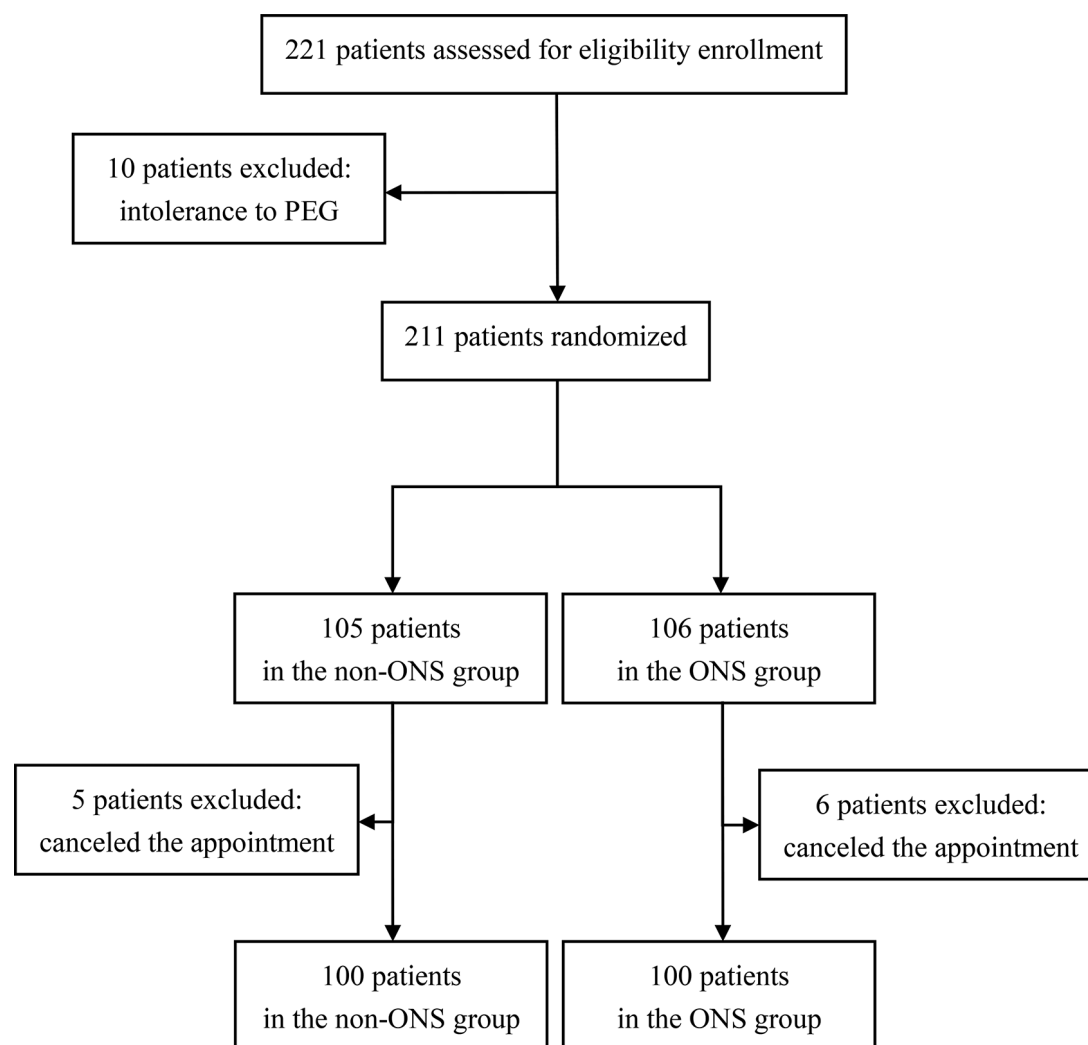 221 patients assessed for eligibility enrollment
10 patients excluded:
intolerance to PEG
211 patients randomized
105 patients
in the non-ONS group
106 patients
in the ONS group
5 patients excluded:
canceled the appointment
6 patients excluded:
canceled the appointment
100 patients
in the non-ONS group
100 patients
in the ONS group